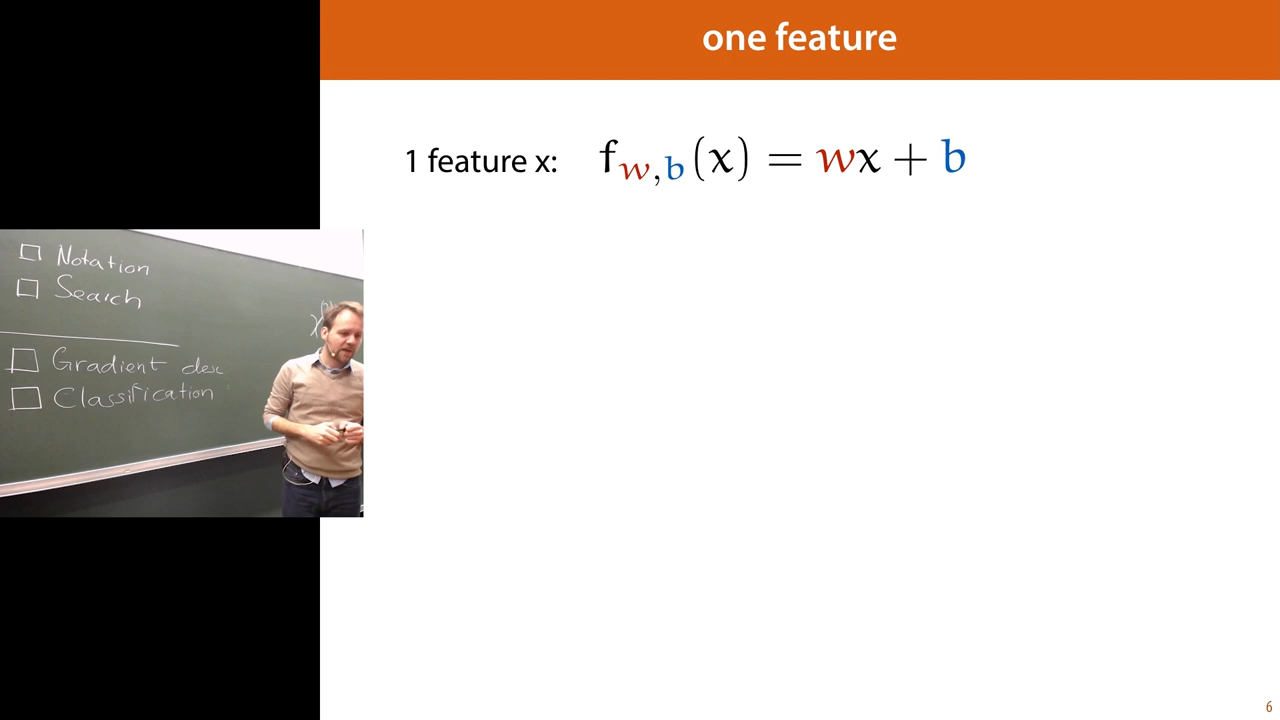 one feature
1 feature x: f_{w,b}(x) = wx + b
Notation
Search
Gradient desc
Classification
6